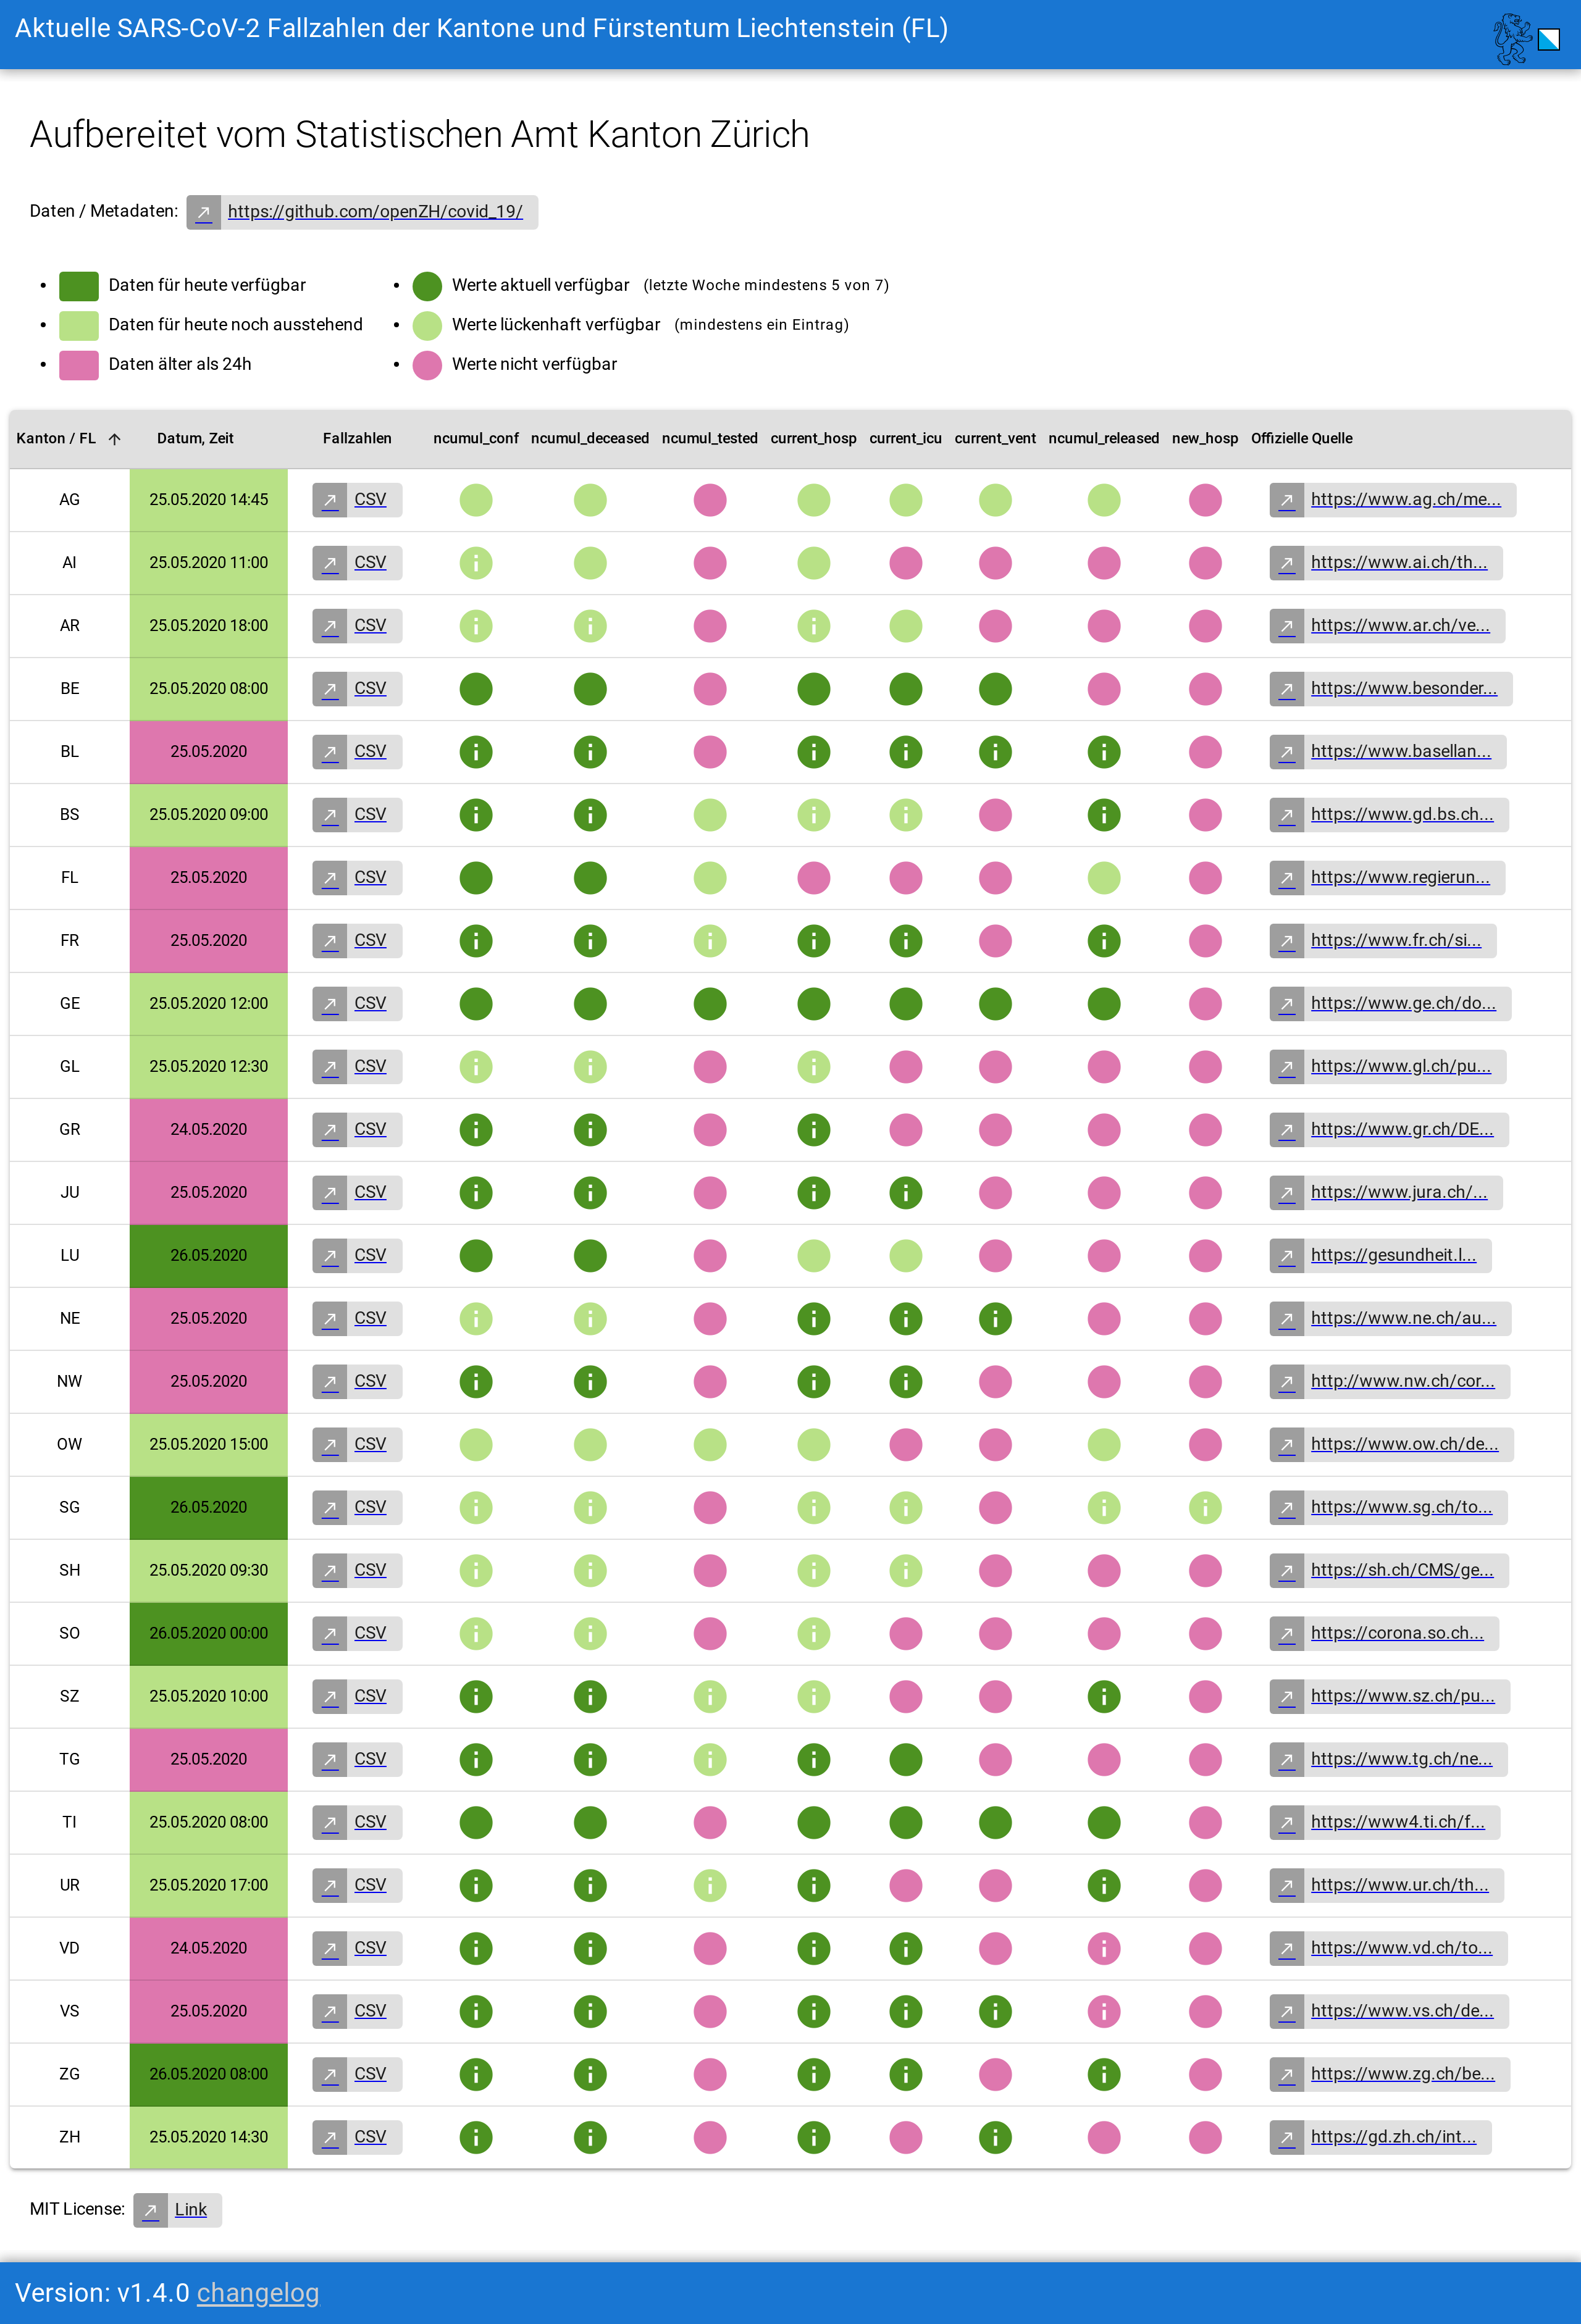 Aktuelle SARS-CoV-2 Fallzahlen der Kantone und Fürstentum Liechtenstein (FL)
Aufbereitet vom Statistischen Amt Kanton Zürich
Daten / Metadaten: https://github.com/openZH/covid_19/
Daten für heute verfügbar
Daten für heute noch ausstehend
Daten älter als 24h
Werte aktuell verfügbar (letzte Woche mindestens 5 von 7)
Werte lückenhaft verfügbar (mindestens ein Eintrag)
Werte nicht verfügbar
Kanton / FL Datum, Zeit Fallzahlen ncumul_conf ncumul_deceased ncumul_tested current_hosp current_icu current_vent ncumul_released new_hosp Offizielle Quelle
AG 25.05.2020 14:45 CSV https://www.ag.ch/me...
AI 25.05.2020 11:00 CSV https://www.ai.ch/th...
AR 25.05.2020 18:00 CSV https://www.ar.ch/ve...
BE 25.05.2020 08:00 CSV https://www.besonder...
BL 25.05.2020 CSV https://www.basellan...
BS 25.05.2020 09:00 CSV https://www.gd.bs.ch...
FL 25.05.2020 CSV https://www.regierun...
FR 25.05.2020 CSV https://www.fr.ch/si...
GE 25.05.2020 12:00 CSV https://www.ge.ch/do...
GL 25.05.2020 12:30 CSV https://www.gl.ch/pu...
GR 24.05.2020 CSV https://www.gr.ch/DE...
JU 25.05.2020 CSV https://www.jura.ch/...
LU 26.05.2020 CSV https://gesundheit.l...
NE 25.05.2020 CSV https://www.ne.ch/au...
NW 25.05.2020 CSV http://www.nw.ch/cor...
OW 25.05.2020 15:00 CSV https://www.ow.ch/de...
SG 26.05.2020 CSV https://www.sg.ch/to...
SH 25.05.2020 09:30 CSV https://sh.ch/CMS/ge...
SO 26.05.2020 00:00 CSV https://corona.so.ch...
SZ 25.05.2020 10:00 CSV https://www.sz.ch/pu...
TG 25.05.2020 CSV https://www.tg.ch/ne...
TI 25.05.2020 08:00 CSV https://www4.ti.ch/f...
UR 25.05.2020 17:00 CSV https://www.ur.ch/th...
VD 24.05.2020 CSV https://www.vd.ch/to...
VS 25.05.2020 CSV https://www.vs.ch/de...
ZG 26.05.2020 08:00 CSV https://www.zg.ch/be...
ZH 25.05.2020 14:30 CSV https://gd.zh.ch/int...
MIT License: Link
Version: v1.4.0 changelog